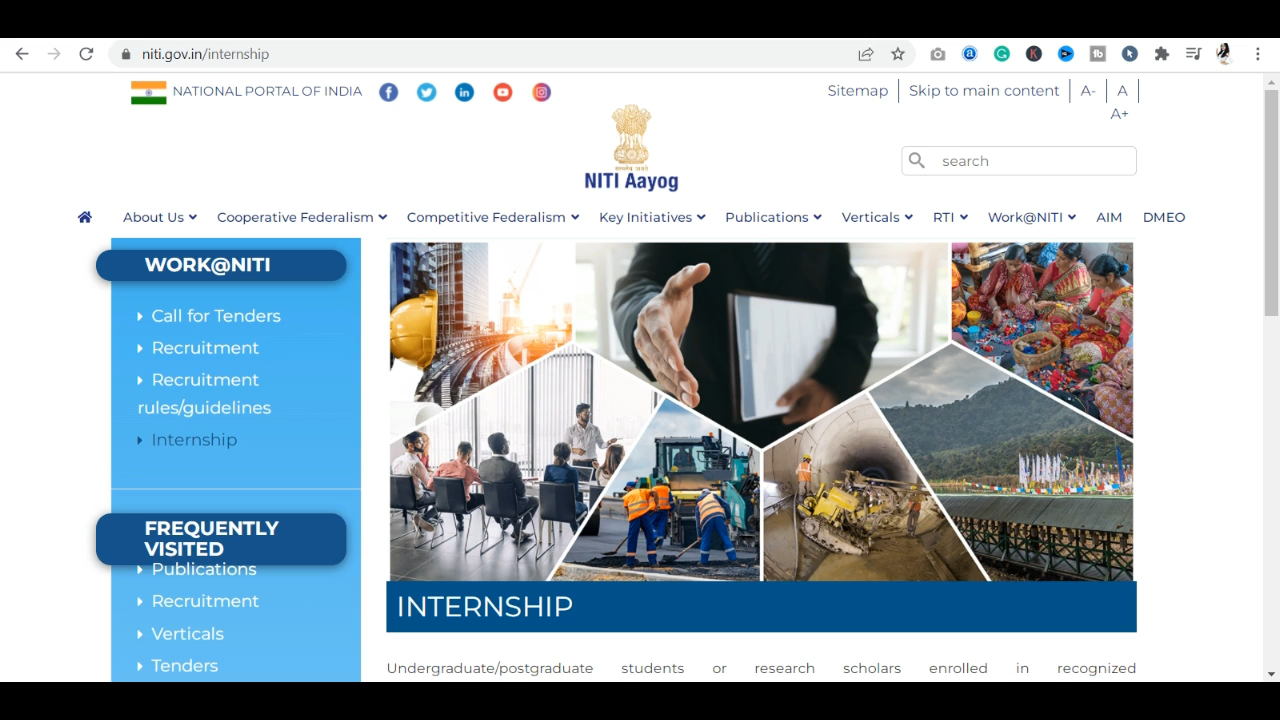 niti.gov.in/internship
NATIONAL PORTAL OF INDIA
Sitemap
Skip to main content
A-
A
A+
NITI Aayog
search
About Us
Cooperative Federalism
Competitive Federalism
Key Initiatives
Publications
Verticals
RTI
Work@NITI
AIM
DMEO
WORK@NITI
Call for Tenders
Recruitment
Recruitment
rules/guidelines
Internship
FREQUENTLY
VISITED
Publications
Recruitment
Verticals
Tenders
INTERNSHIP
Undergraduate/postgraduate students or research scholars enrolled in recognized